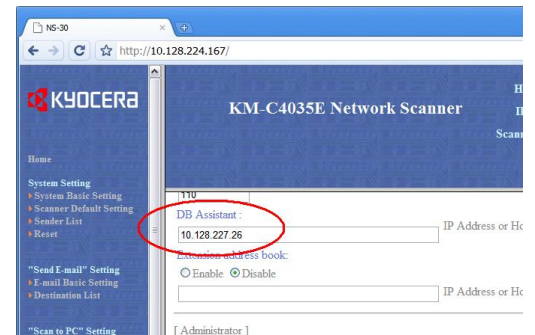 NS-30
http://10.128.224.167/
KYOCERA
KM-C4035E Network Scanner
Home
System Setting
System Basic Setting
Scanner Default Setting
Sender List
Reset
"Send E-mail" Setting
E-mail Basic Setting
Destination List
"Scan to PC" Setting
110
DB Assistant :
10.128.227.26
IP Address or Ho
Extension address book:
Enable Disable
IP Address or Ho
[ Administrator ]